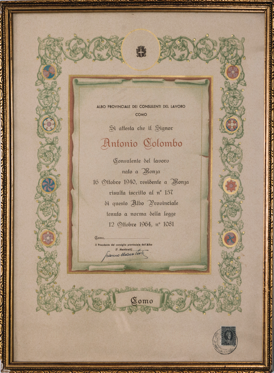 ALBO PROVINCIALE DEI CONSULENTI DEL LAVORO
COMO
Si attesta che il Signor
Antonio Colombo
Consulente del lavoro
nato a Monza
10 Ottobre 1940, residente a Monza
risulta iscritto al n° 157
di questo Albo Provinciale
tenuto a norma della legge
12 Ottobre 1964, n° 1081
Como